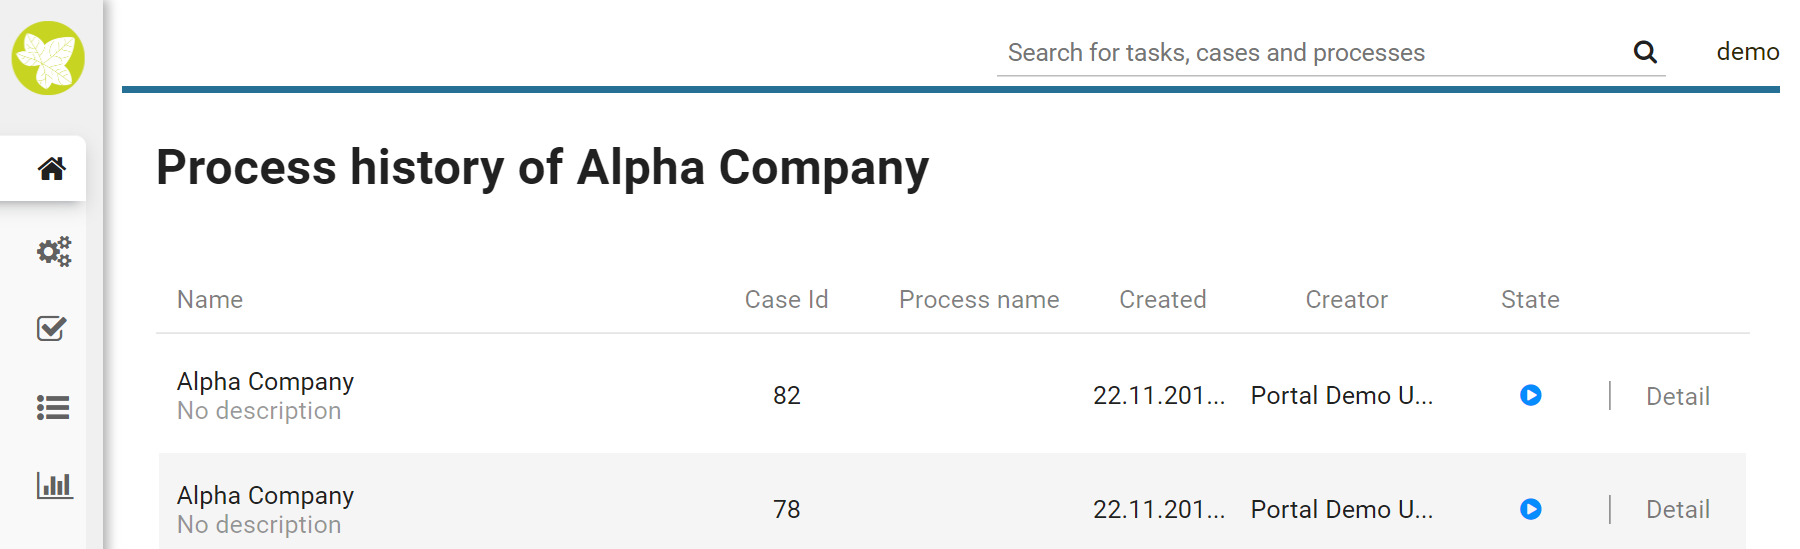 Search for tasks, cases and processes
demo
Process history of Alpha Company
Name Case Id Process name Created Creator State
Alpha Company
No description
82 22.11.201... Portal Demo U... Detail
Alpha Company
No description
78 22.11.201... Portal Demo U... Detail